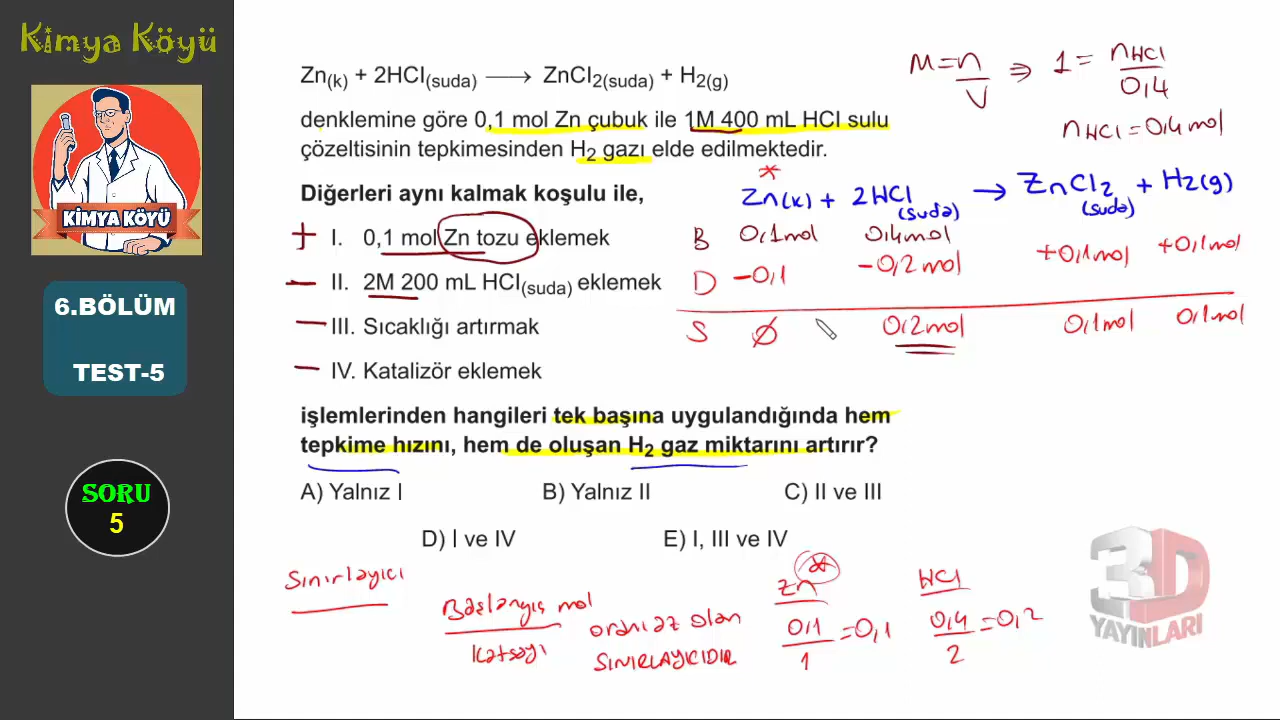 Kimya Köyü
KİMYA KÖYÜ
6.BÖLÜM
TEST-5
SORU
5
Zn(k) + 2HCl(suda) ⟶ ZnCl2(suda) + H2(g)
denklemine göre 0,1 mol Zn çubuk ile 1M 400 mL HCl sulu
çözeltisinin tepkimesinden H2 gazı elde edilmektedir.
Diğerleri aynı kalmak koşulu ile,
+ I. 0,1 mol Zn tozu eklemek
– II. 2M 200 mL HCl(suda) eklemek
– III. Sıcaklığı artırmak
– IV. Katalizör eklemek
işlemlerinden hangileri tek başına uygulandığında hem
tepkime hızını, hem de oluşan H2 gaz miktarını artırır?
A) Yalnız I B) Yalnız II C) II ve III
D) I ve IV E) I, III ve IV
M = n/V ⇒ 1 = nHCl/0,4
nHCl = 0,4 mol
*
Zn(k) + 2HCl(suda) → ZnCl2(suda) + H2(g)
B 0,1mol 0,4mol
D -0,1 -0,2mol +0,1mol +0,1mol
S Ø 0,2mol 0,1mol 0,1mol
Sınırlayıcı
Başlangıç mol
katsayı
oranı az olan
SINIRLAYICIDIR
Zn * HCl
0,1/1 = 0,1 0,4/2 = 0,2
3D
YAYINLARI